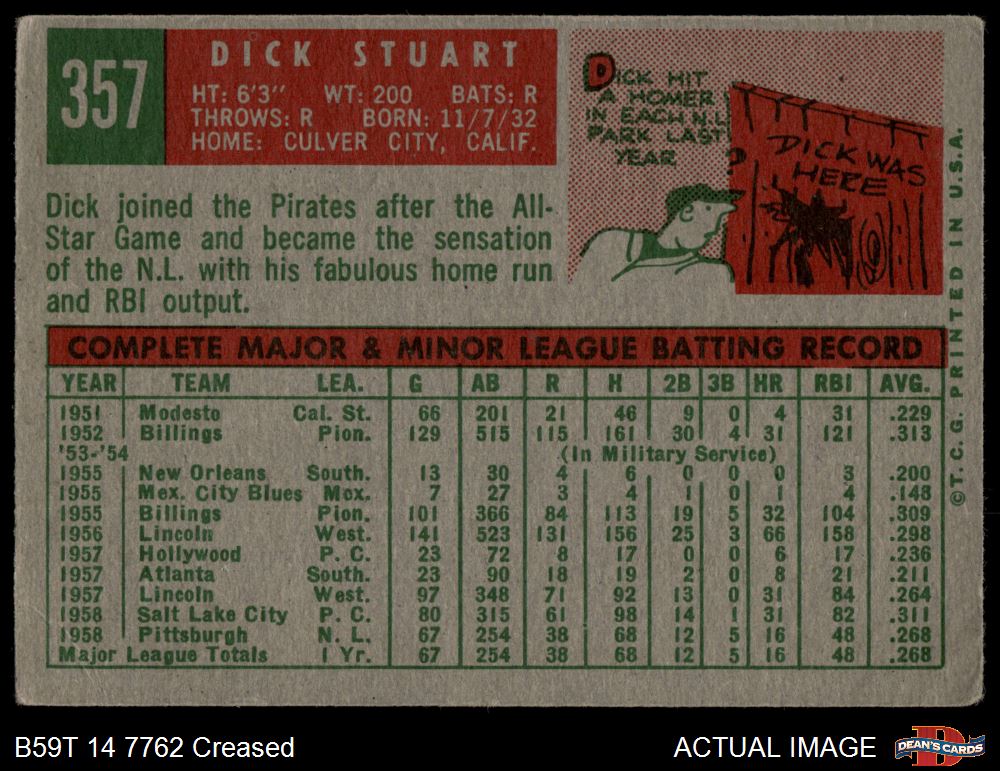 357
DICK STUART
HT: 6'3" WT: 200 BATS: R
THROWS: R BORN: 11/7/32
HOME: CULVER CITY, CALIF.
DICK HIT
A HOMER
IN EACH N.L.
PARK LAST
YEAR
?
DICK WAS
HERE
Dick joined the Pirates after the All-
Star Game and became the sensation
of the N.L. with his fabulous home run
and RBI output.
COMPLETE MAJOR & MINOR LEAGUE BATTING RECORD
YEAR TEAM LEA. G AB R H 2B 3B HR RBI AVG.
1951 Modesto Cal. St. 66 201 21 46 9 0 4 31 .229
1952 Billings Pion. 129 515 115 161 30 4 31 121 .313
'53-'54 (In Military Service)
1955 New Orleans South. 13 30 4 6 0 0 0 3 .200
1955 Mex. City Blues Mex. 7 27 3 4 1 0 1 4 .148
1955 Billings Pion. 101 366 84 113 19 5 32 104 .309
1956 Lincoln West. 141 523 131 156 25 3 66 158 .298
1957 Hollywood P. C. 23 72 8 17 0 0 6 17 .236
1957 Atlanta South. 23 90 18 19 2 0 8 21 .211
1957 Lincoln West. 97 348 71 92 13 0 31 84 .264
1958 Salt Lake City P. C. 80 315 61 98 14 1 31 82 .311
1958 Pittsburgh N. L. 67 254 38 68 12 5 16 48 .268
Major League Totals 1 Yr. 67 254 38 68 12 5 16 48 .268
©T.C.G. PRINTED IN U.S.A.
B59T 14 7762 Creased
ACTUAL IMAGE
DEAN'S CARDS